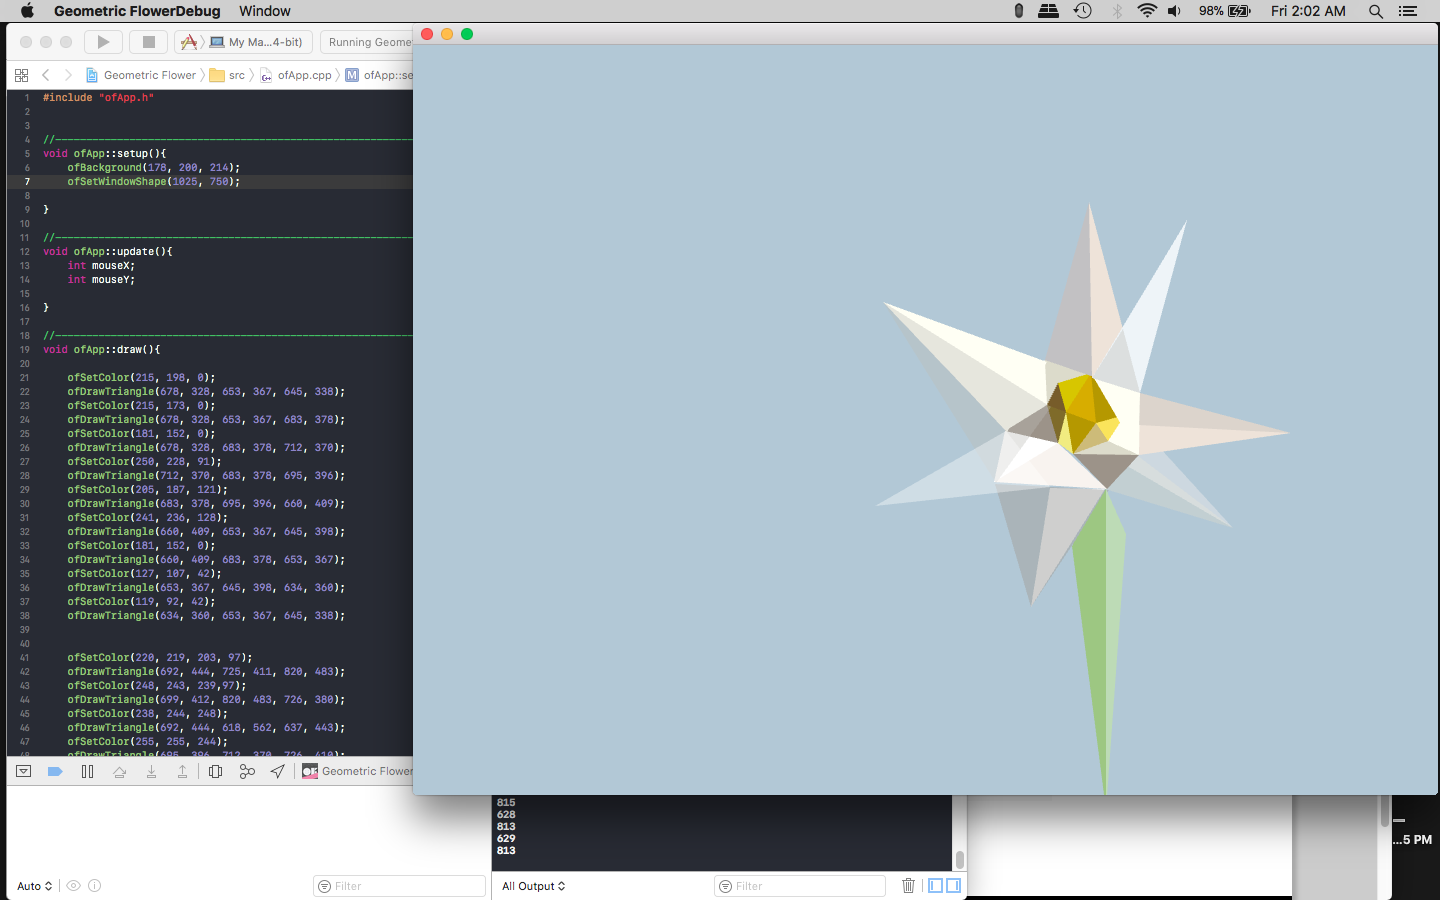 Geometric FlowerDebug Window 98% Fri 2:02 AM
My Ma...4-bit) Running Geome
Geometric Flower src ofApp.cpp M ofApp::se
1 #include "ofApp.h"
2
3
4 //----------------------------------------------------------
5 void ofApp::setup(){
6 ofBackground(178, 200, 214);
7 ofSetWindowShape(1025, 750);
8
9 }
10
11 //----------------------------------------------------------
12 void ofApp::update(){
13 int mouseX;
14 int mouseY;
15
16 }
17
18 //----------------------------------------------------------
19 void ofApp::draw(){
20
21 ofSetColor(215, 198, 0);
22 ofDrawTriangle(678, 328, 653, 367, 645, 338);
23 ofSetColor(215, 173, 0);
24 ofDrawTriangle(678, 328, 653, 367, 683, 378);
25 ofSetColor(181, 152, 0);
26 ofDrawTriangle(678, 328, 683, 378, 712, 370);
27 ofSetColor(250, 228, 91);
28 ofDrawTriangle(712, 370, 683, 378, 695, 396);
29 ofSetColor(205, 187, 121);
30 ofDrawTriangle(683, 378, 695, 396, 660, 409);
31 ofSetColor(241, 236, 128);
32 ofDrawTriangle(660, 409, 653, 367, 645, 398);
33 ofSetColor(181, 152, 0);
34 ofDrawTriangle(660, 409, 683, 378, 653, 367);
35 ofSetColor(127, 107, 42);
36 ofDrawTriangle(653, 367, 645, 398, 634, 360);
37 ofSetColor(119, 92, 42);
38 ofDrawTriangle(634, 360, 653, 367, 645, 338);
39
40
41 ofSetColor(220, 219, 203, 97);
42 ofDrawTriangle(692, 444, 725, 411, 820, 483);
43 ofSetColor(248, 243, 239,97);
44 ofDrawTriangle(699, 412, 820, 483, 726, 380);
45 ofSetColor(238, 244, 248);
46 ofDrawTriangle(692, 444, 618, 562, 637, 443);
47 ofSetColor(255, 255, 244);
48 ofDrawTriangle(695, 396, 712, 370, 726, 410);
Geometric Flower
815
628
813
629
813
...5 PM
Auto Filter All Output Filter